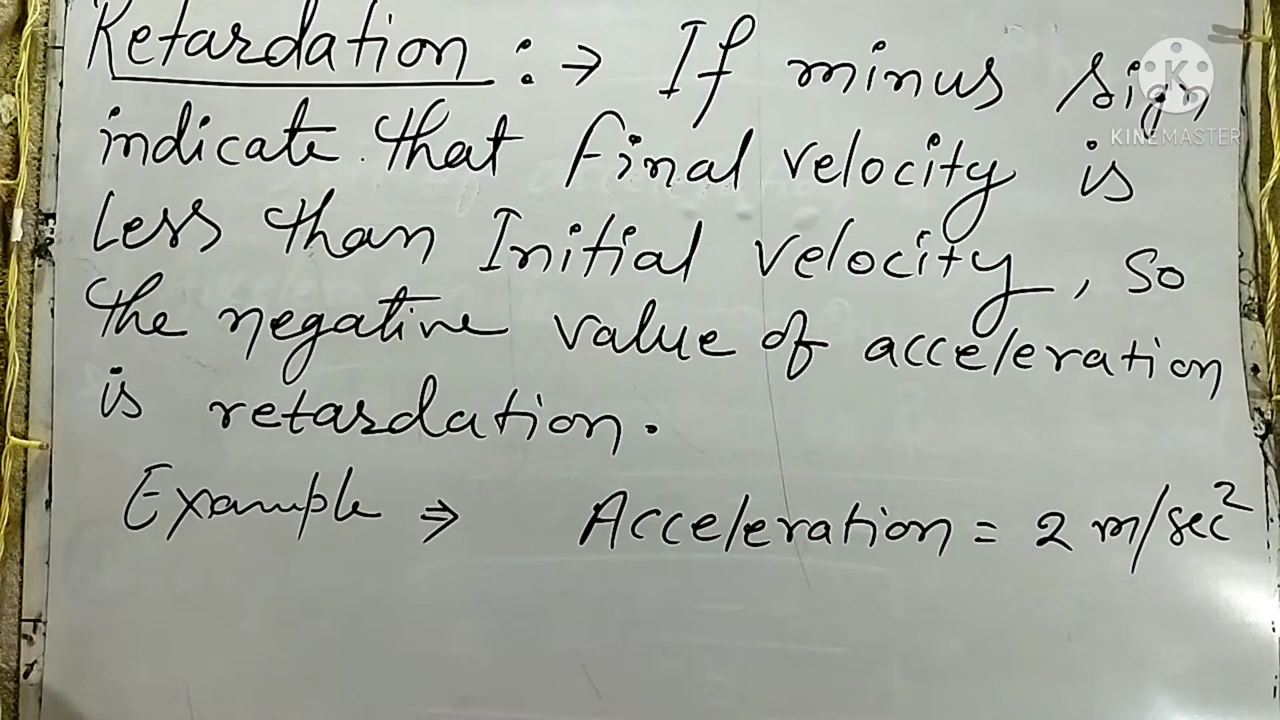 Retardation :→ If minus sign
indicate that final velocity is
Less than Initial velocity, so
the negative value of acceleration
is retardation.
Example ⇒ Acceleration = 2 m/sec²
K
KINEMASTER